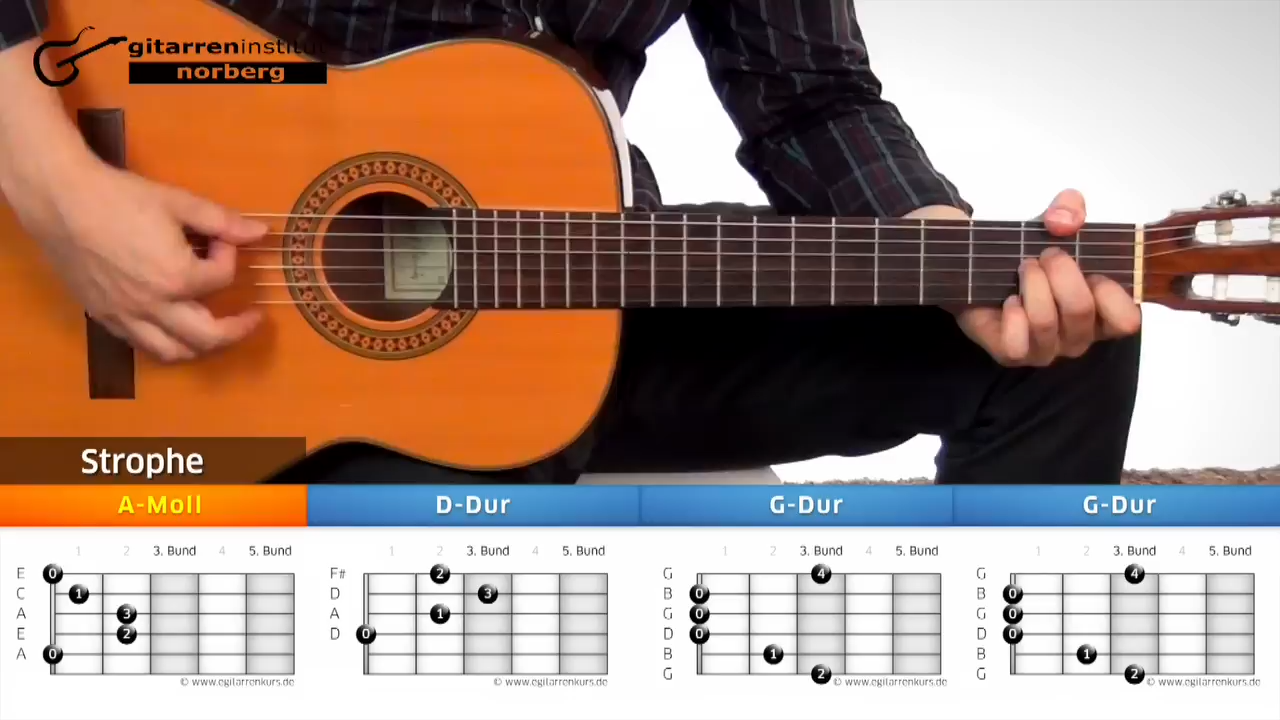 gitarreninstitut
norberg
Strophe
A-Moll D-Dur G-Dur G-Dur
1 2 3. Bund 4 5. Bund 1 2 3. Bund 4 5. Bund 1 2 3. Bund 4 5. Bund 1 2 3. Bund 4 5. Bund
E 0 F# 2 G 4 G 4
C 1 D 3 B 0 B 0
A 3 A 1 G 0 G 0
E 2 D 0 D 0 D 0
A 0 B 1 B 1
G 2 G 2
© www.egitarrenkurs.de © www.egitarrenkurs.de © www.egitarrenkurs.de © www.egitarrenkurs.de